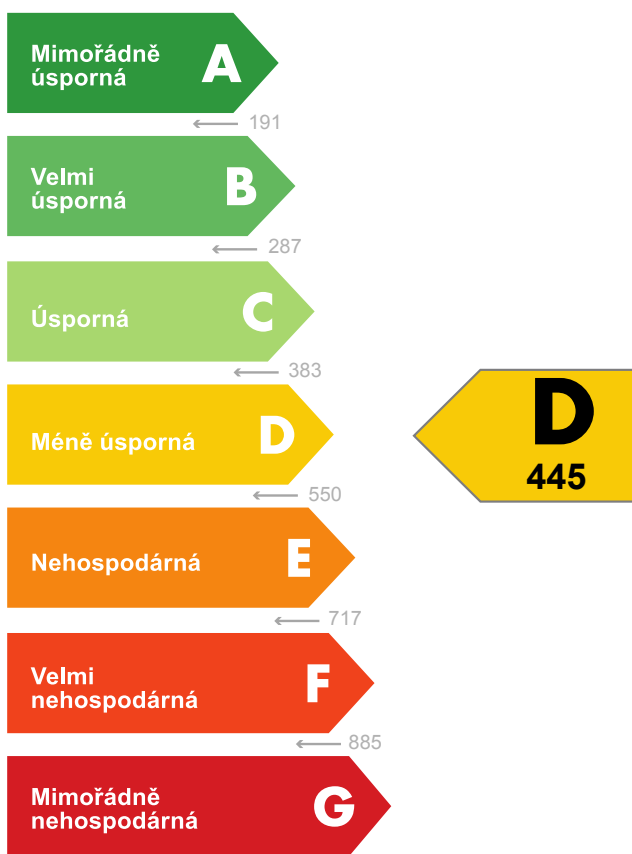 Mimořádně
úsporná
A
191
Velmi
úsporná
B
287
Úsporná
C
383
Méně úsporná
D
D
445
550
Nehospodárná
E
717
Velmi
nehospodárná
F
885
Mimořádně
nehospodárná
G